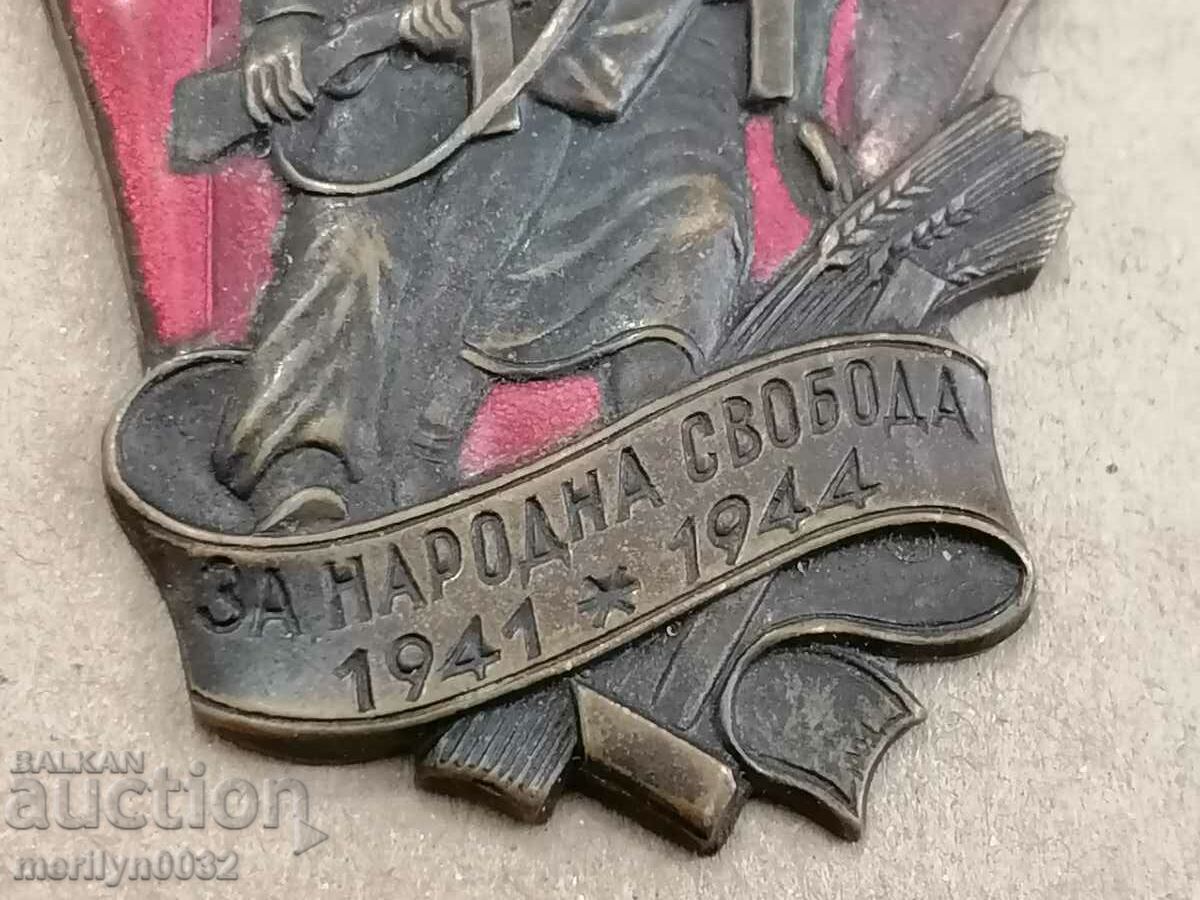 ЗА НАРОДНА СВОБОДА
1941 * 1944
BALKAN
auction
merilyn0032